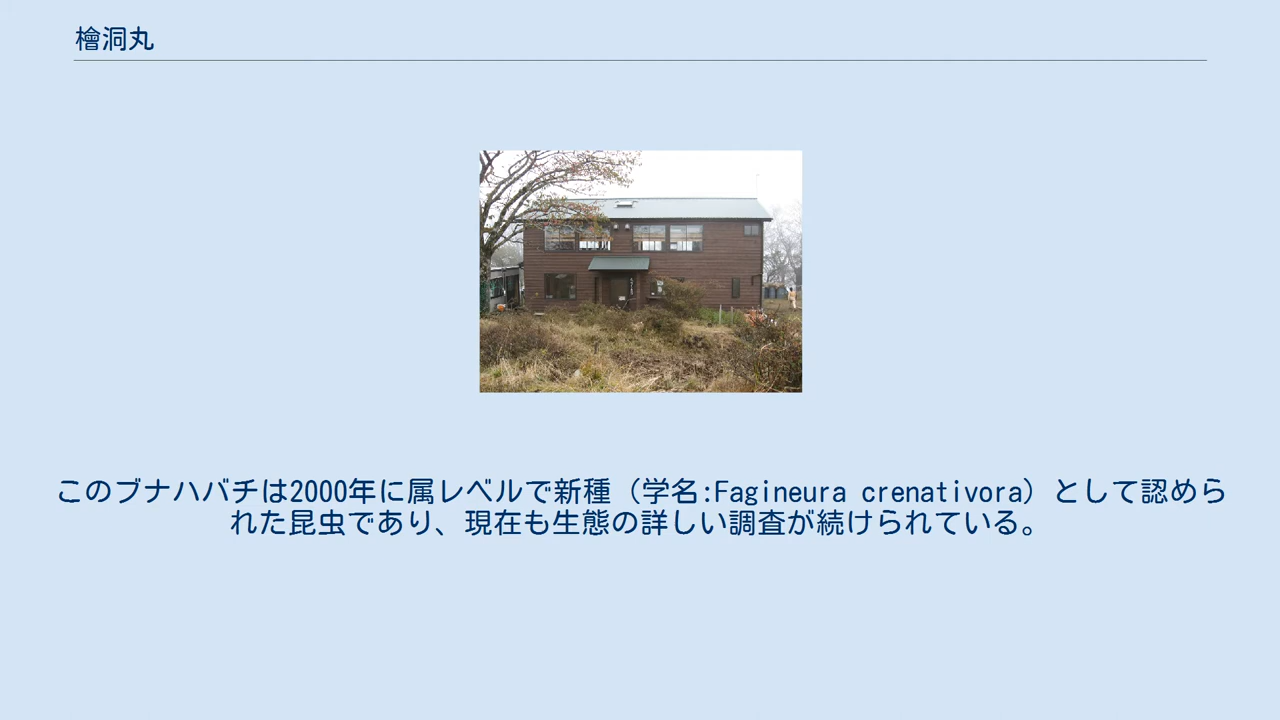 檜洞丸
このブナハバチは2000年に属レベルで新種（学名:Fagineura crenativora）として認めら
れた昆虫であり、現在も生態の詳しい調査が続けられている。